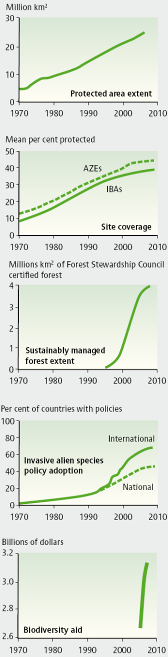 Million km²
30
20
10
0
Protected area extent
1970 1980 1990 2000 2010
Mean per cent protected
50
40
30
20
10
0
AZEs
IBAs
Site coverage
1970 1980 1990 2000 2010
Millions km² of Forest Stewardship Council
certified forest
4
3
2
1
0
Sustainably managed
forest extent
1970 1980 1990 2000 2010
Per cent of countries with policies
100
80
60
40
20
0
International
Invasive alien species
policy adoption
National
1970 1980 1990 2000 2010
Billions of dollars
3.2
3.0
2.8
2.6
Biodiversity aid
1970 1980 1990 2000 2010